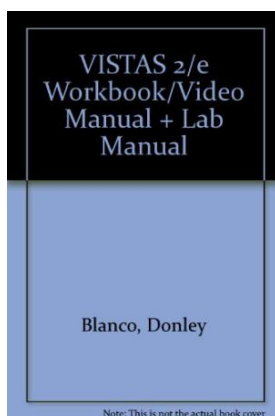 VISTAS 2/e
Workbook/Video
Manual + Lab
Manual
Blanco, Donley
Note: This is not the actual book cover